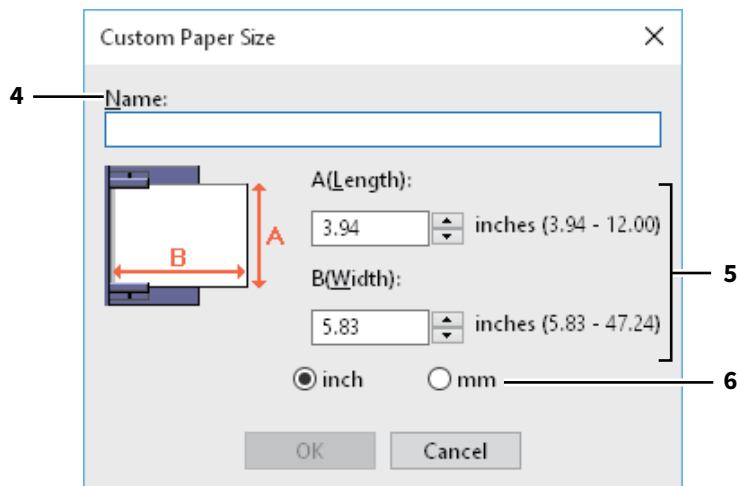 Custom Paper Size
4 Name:
A(Length):
3.94 inches (3.94 - 12.00)
A
B
B(Width):
5
5.83 inches (5.83 - 47.24)
inch mm 6
OK Cancel